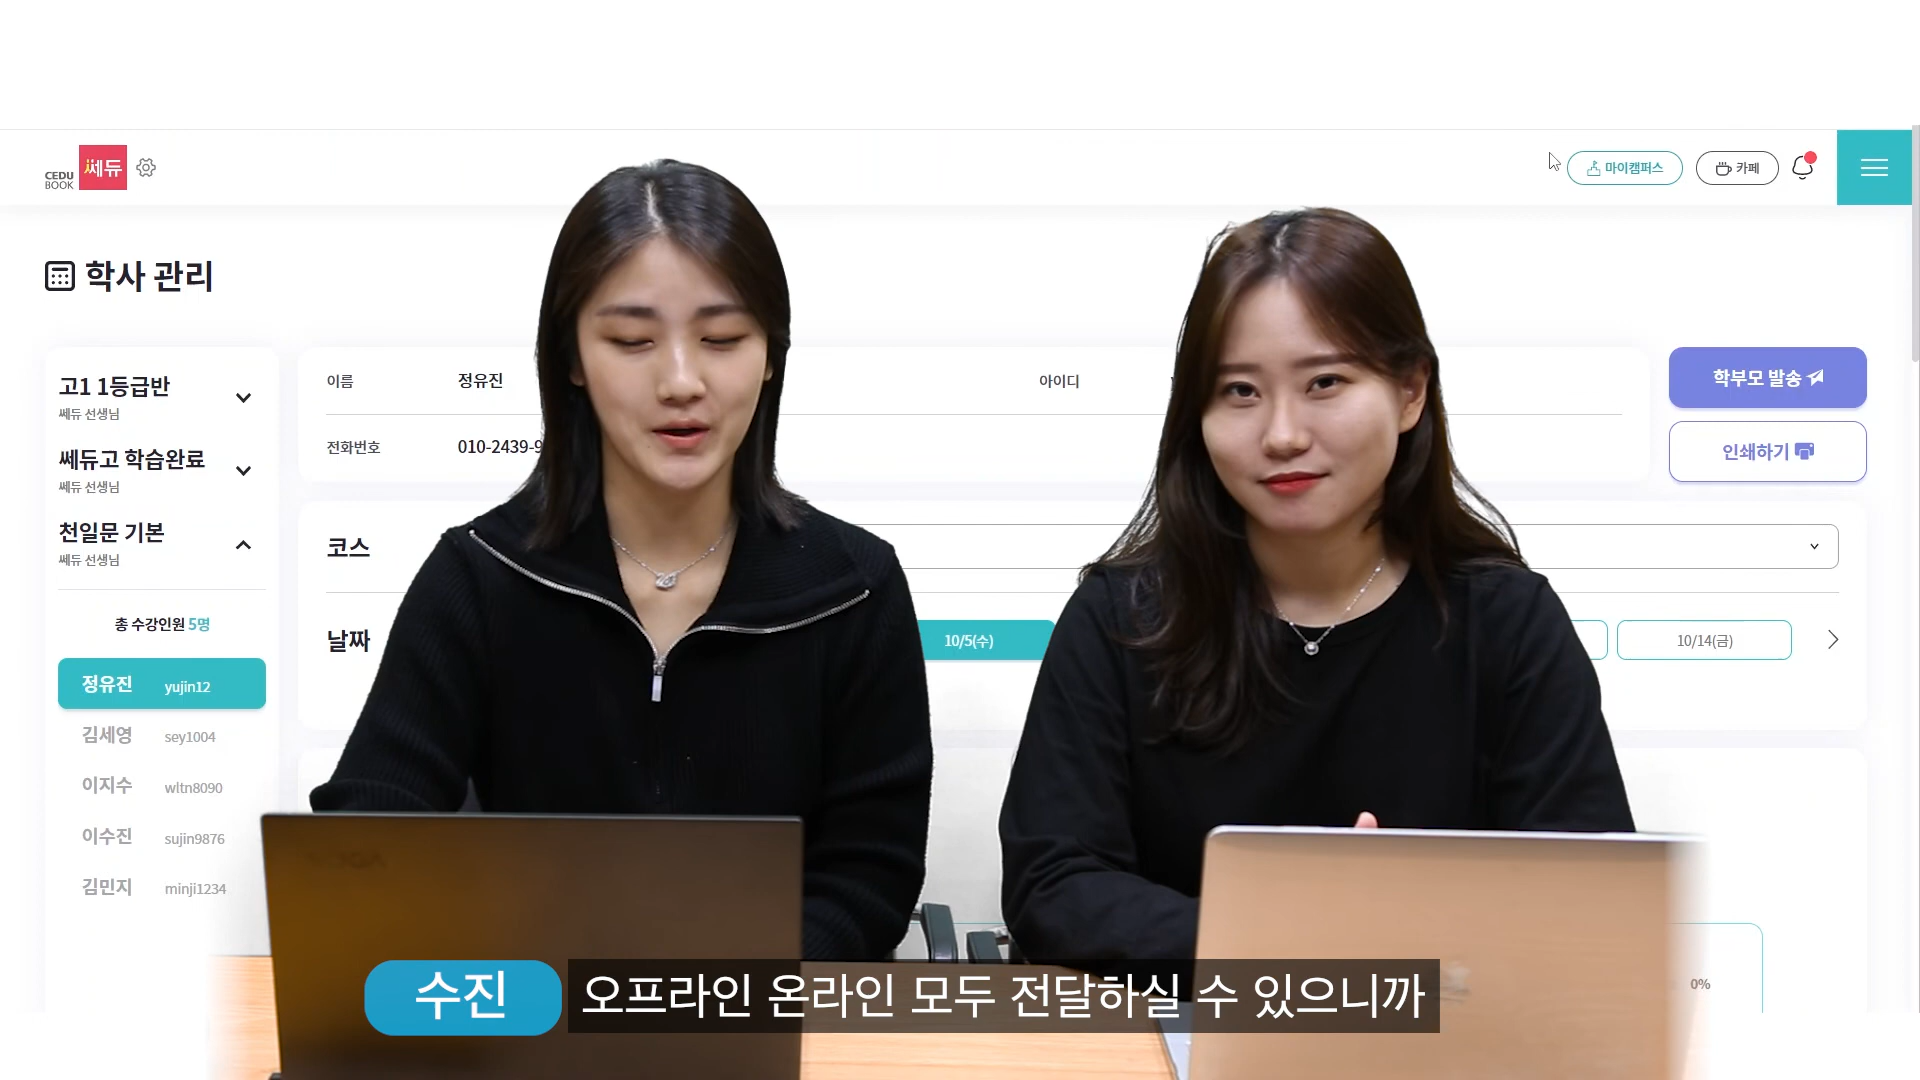 CEDU
BOOK
쎄듀
마이캠퍼스
카페
학사 관리
고1 1등급반
쎄듀 선생님
쎄듀고 학습완료
쎄듀 선생님
천일문 기본
쎄듀 선생님
총 수강인원 5명
정유진 yujin12
김세영 sey1004
이지수 wltn8090
이수진 sujin9876
김민지 minji1234
이름 정유진 아이디
전화번호 010-2439-9
학부모 발송
인쇄하기
코스
날짜 10/5(수) 10/14(금)
0%
수진 오프라인 온라인 모두 전달하실 수 있으니까